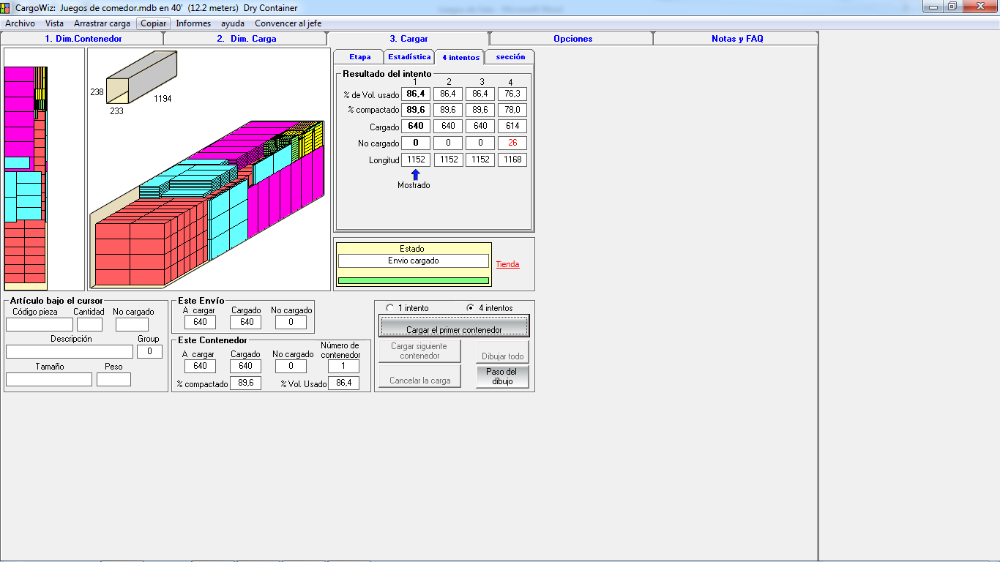 CargoWiz: Juegos de comedor.mdb en 40' (12.2 meters) Dry Container
Archivo Vista Arrastrar carga Copiar Informes ayuda Convencer al jefe
1. Dim.Contenedor 2. Dim. Carga 3. Cargar Opciones Notas y FAQ
238
233
1194
Etapa Estadística 4 intentos sección
Resultado del intento
1 2 3 4
% de Vol. usado 86,4 86,4 86,4 76,3
% compactado 89,6 89,6 89,6 78,0
Cargado 640 640 640 614
No cargado 0 0 0 26
Longitud 1152 1152 1152 1168
Mostrado
Estado
Envio cargado
Tienda
Artículo bajo el cursor
Código pieza Cantidad No cargado
Descripción Group
0
Tamaño Peso
Este Envío
A cargar Cargado No cargado
640 640 0
Este Contenedor
A cargar Cargado No cargado Número de contenedor
640 640 0 1
% compactado 89,6 % Vol. Usado 86,4
1 intento 4 intentos
Cargar el primer contenedor
Cargar siguiente contenedor
Dibujar todo
Cancelar la carga
Paso del dibujo